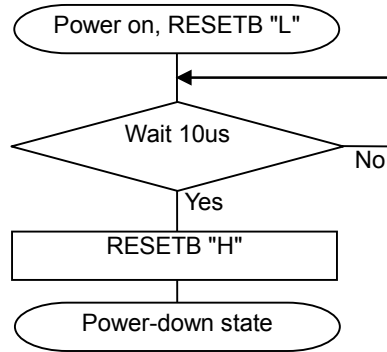 Power on, RESETB "L"
Wait 10us
No
Yes
RESETB "H"
Power-down state